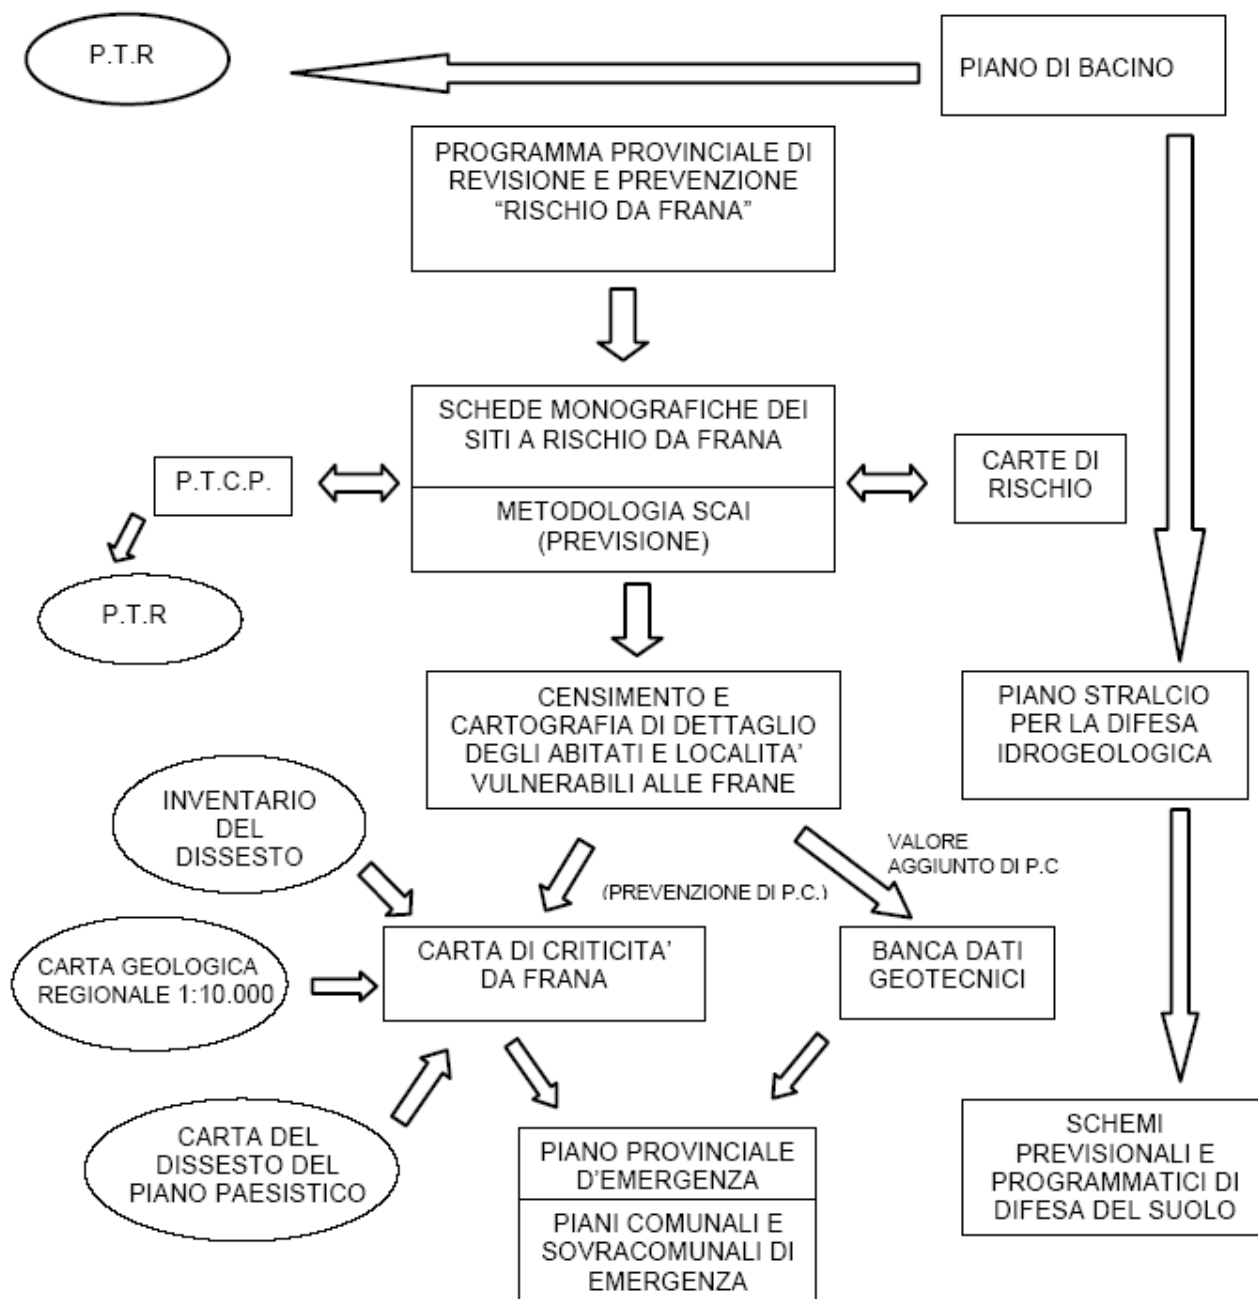 P.T.R
PIANO DI BACINO
PROGRAMMA PROVINCIALE DI
REVISIONE E PREVENZIONE
“RISCHIO DA FRANA”
SCHEDE MONOGRAFICHE DEI
SITI A RISCHIO DA FRANA
METODOLOGIA SCAI
(PREVISIONE)
P.T.C.P.
CARTE DI
RISCHIO
P.T.R
CENSIMENTO E
CARTOGRAFIA DI DETTAGLIO
DEGLI ABITATI E LOCALITA’
VULNERABILI ALLE FRANE
PIANO STRALCIO
PER LA DIFESA
IDROGEOLOGICA
INVENTARIO
DEL
DISSESTO
(PREVENZIONE DI P.C.)
VALORE
AGGIUNTO DI P.C
CARTA GEOLOGICA
REGIONALE 1:10.000
CARTA DI CRITICITA’
DA FRANA
BANCA DATI
GEOTECNICI
CARTA DEL
DISSESTO DEL
PIANO PAESISTICO
PIANO PROVINCIALE
D’EMERGENZA
PIANI COMUNALI E
SOVRACOMUNALI DI
EMERGENZA
SCHEMI
PREVISIONALI E
PROGRAMMATICI DI
DIFESA DEL SUOLO